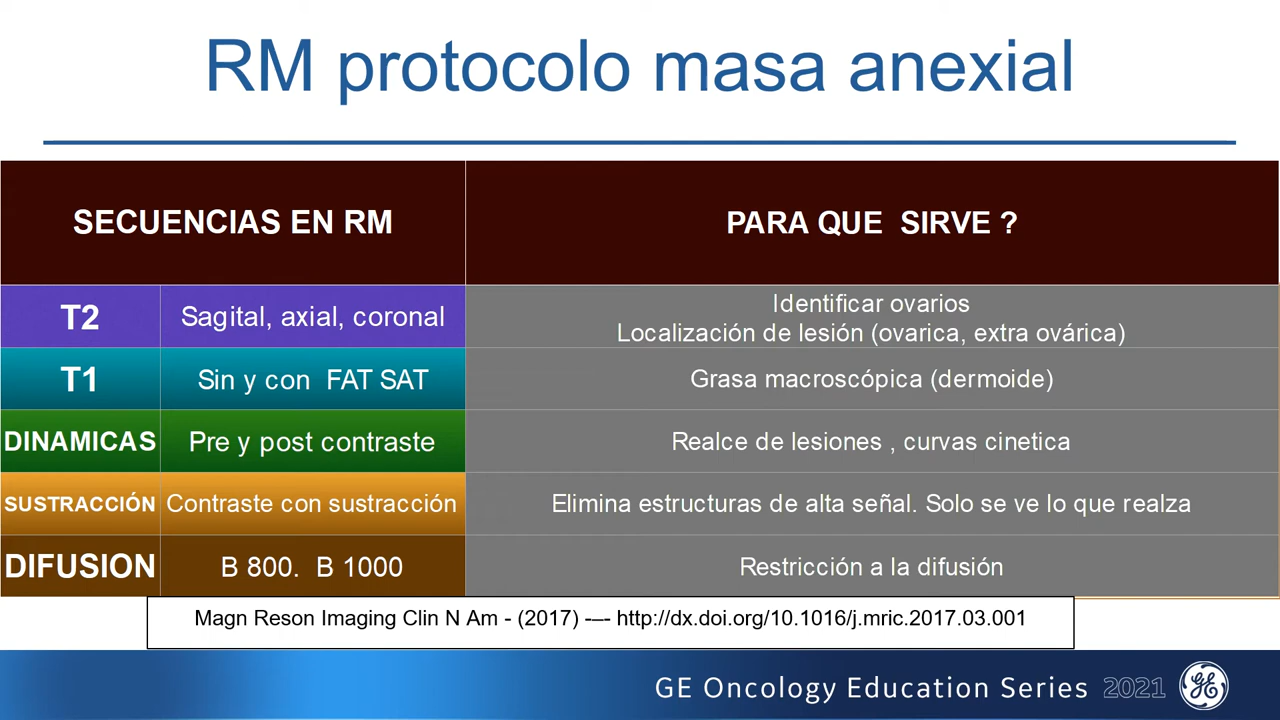 RM protocolo masa anexial
SECUENCIAS EN RM
PARA QUE SIRVE ?
T2
Sagital, axial, coronal
Identificar ovarios
Localización de lesión (ovarica, extra ovárica)
T1
Sin y con FAT SAT
Grasa macroscópica (dermoide)
DINAMICAS
Pre y post contraste
Realce de lesiones , curvas cinetica
SUSTRACCIÓN
Contraste con sustracción
Elimina estructuras de alta señal. Solo se ve lo que realza
DIFUSION
B 800. B 1000
Restricción a la difusión
Magn Reson Imaging Clin N Am - (2017) -–- http://dx.doi.org/10.1016/j.mric.2017.03.001
GE Oncology Education Series 2021
GE